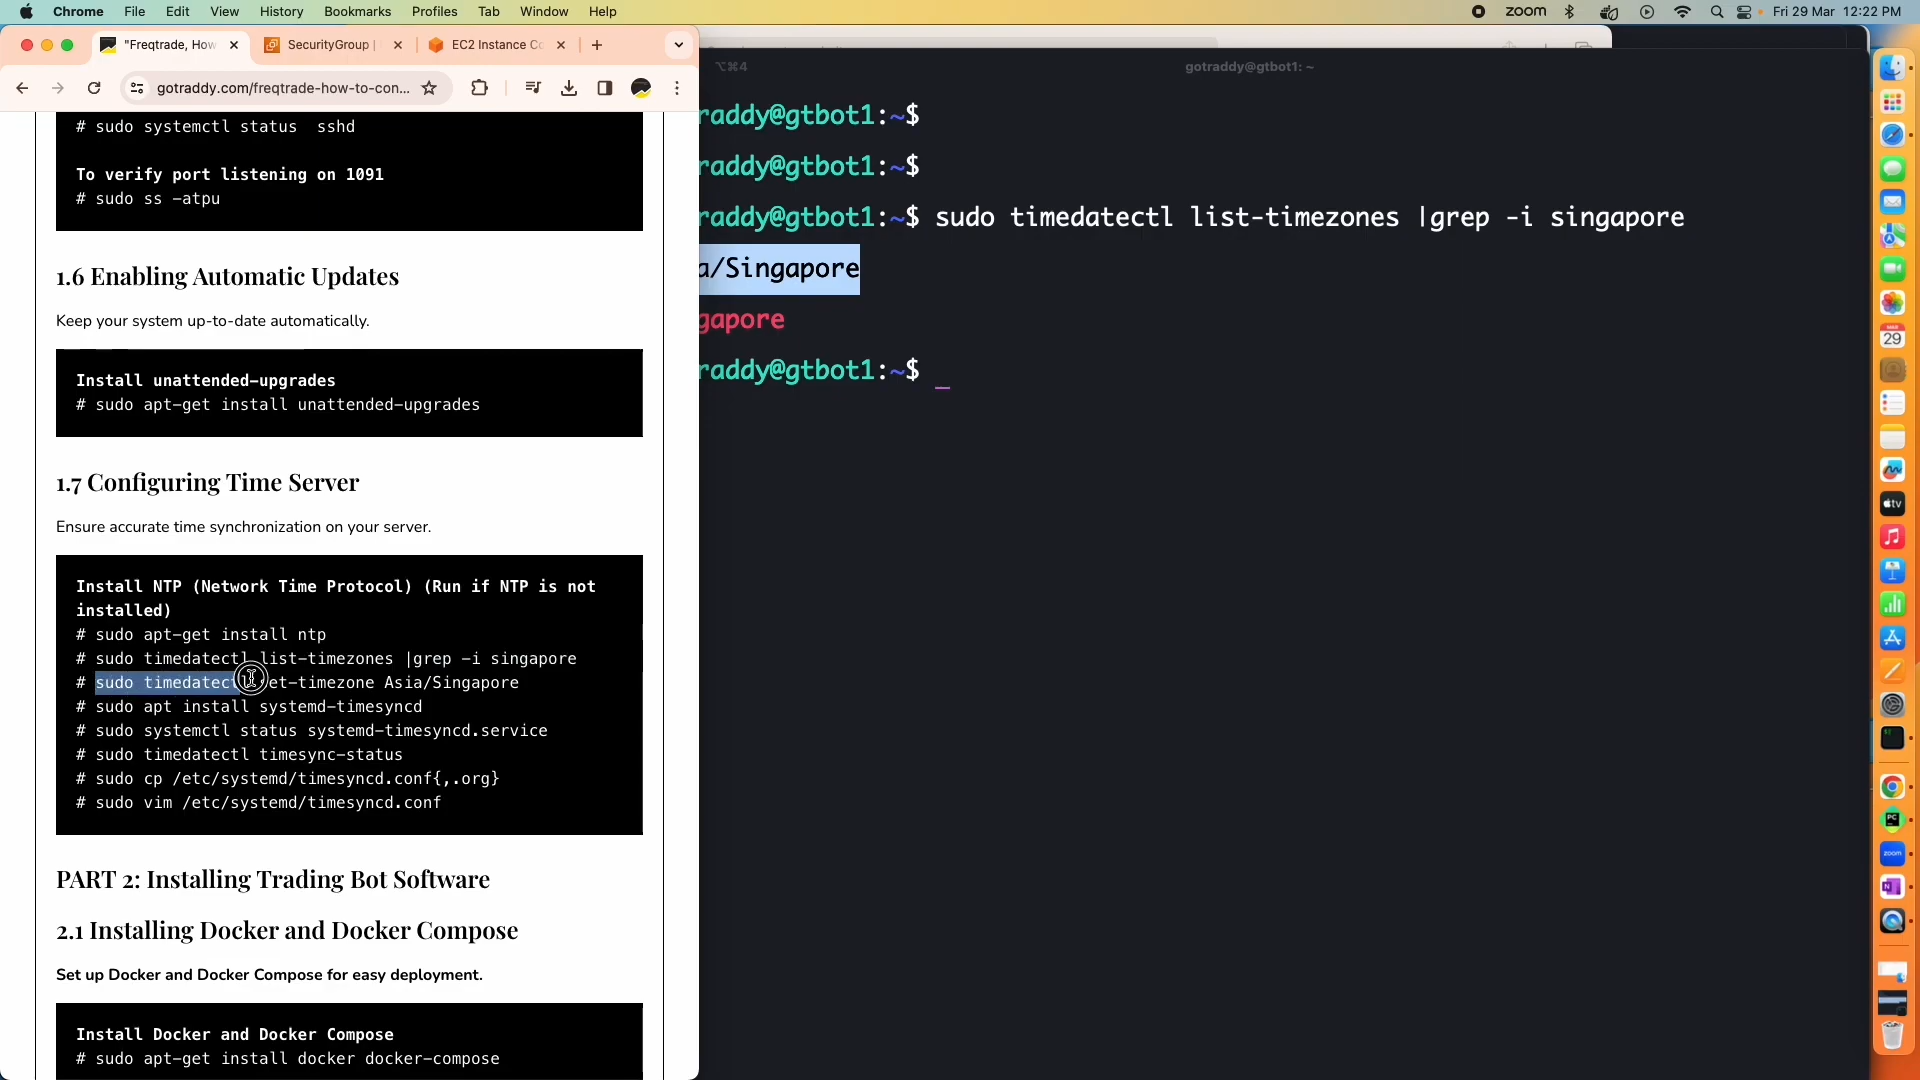 Chrome File Edit View History Bookmarks Profiles Tab Window Help
zoom Fri 29 Mar 12:22 PM
"Freqtrade, How
SecurityGroup |
EC2 Instance Co
gotraddy.com/freqtrade-how-to-con...
# sudo systemctl status  sshd
To verify port listening on 1091
# sudo ss –atpu
1.6 Enabling Automatic Updates
Keep your system up-to-date automatically.
Install unattended-upgrades
# sudo apt-get install unattended-upgrades
1.7 Configuring Time Server
Ensure accurate time synchronization on your server.
Install NTP (Network Time Protocol) (Run if NTP is not
installed)
# sudo apt-get install ntp
# sudo timedatectl list-timezones |grep –i singapore
# sudo timedatectl set-timezone Asia/Singapore
# sudo apt install systemd-timesyncd
# sudo systemctl status systemd-timesyncd.service
# sudo timedatectl timesync-status
# sudo cp /etc/systemd/timesyncd.conf{,.org}
# sudo vim /etc/systemd/timesyncd.conf
PART 2: Installing Trading Bot Software
2.1 Installing Docker and Docker Compose
Set up Docker and Docker Compose for easy deployment.
Install Docker and Docker Compose
# sudo apt-get install docker docker-compose
⌥⌘4
gotraddy@gtbot1: ~
raddy@gtbot1:~$
raddy@gtbot1:~$
raddy@gtbot1:~$ sudo timedatectl list-timezones |grep -i singapore
a/Singapore
gapore
raddy@gtbot1:~$ _
MAR
29
tv
PC
zoom
N